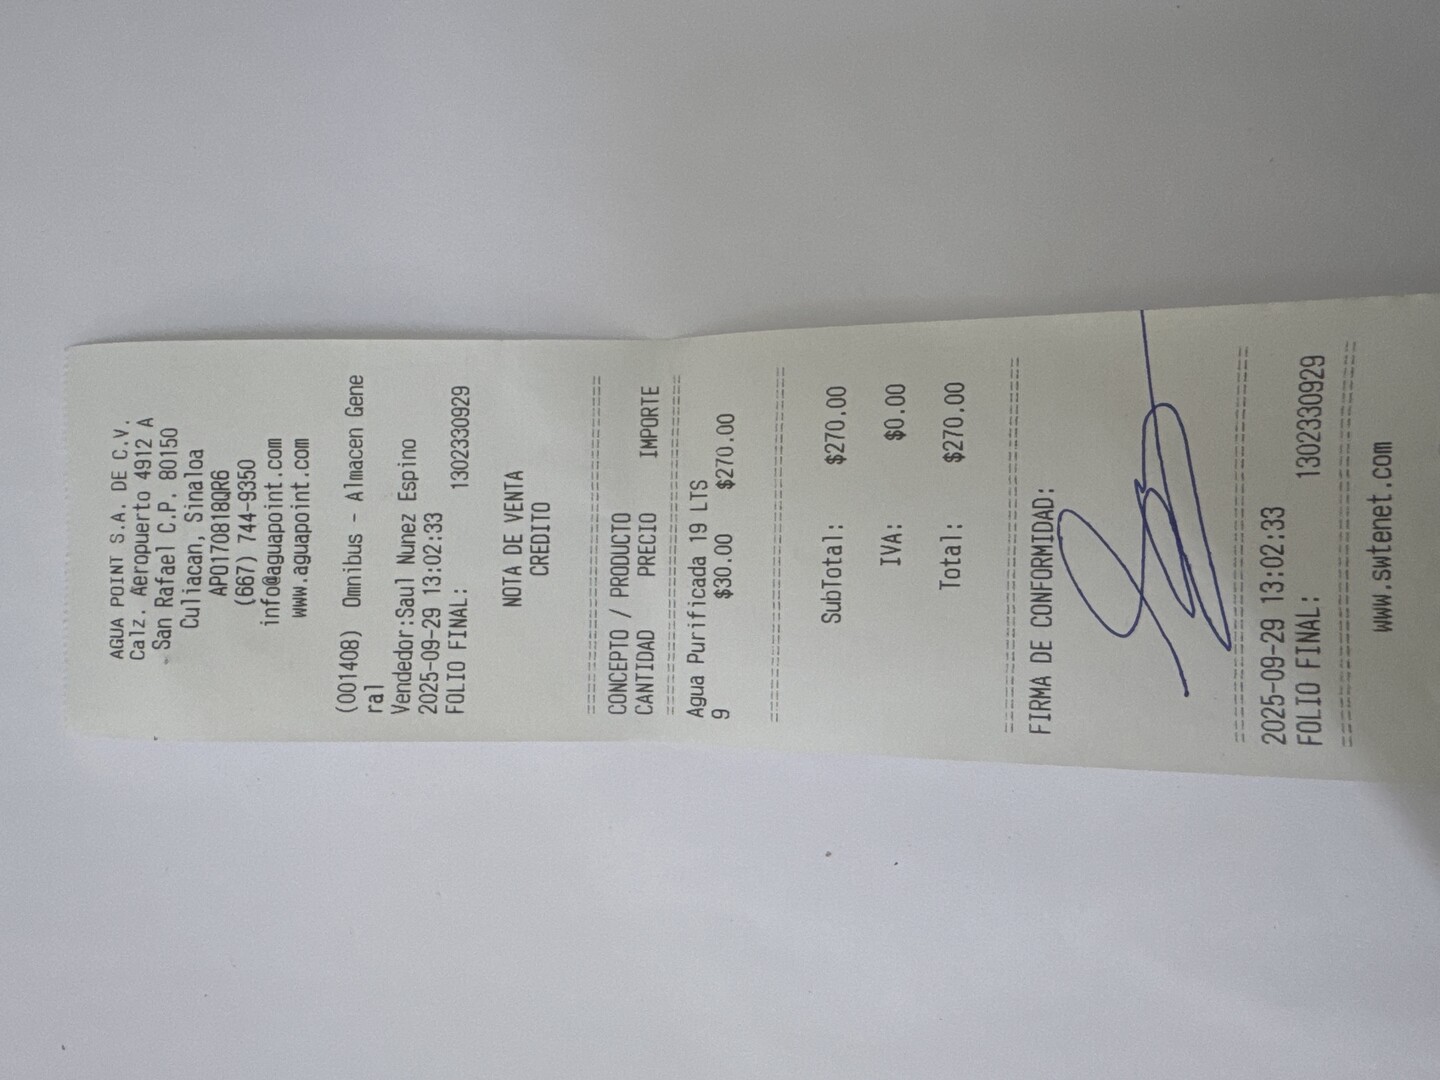 AGUA POINT S.A. DE C.V.
Calz. Aeropuerto 4912 A
San Rafael C.P. 80150
Culiacan, Sinaloa
APO170818QR6
(667) 744-9350
info@aguapoint.com
www.aguapoint.com
(001408) Omnibus - Almacen Gene
ral
Vendedor:Saul Nunez Espino
2025-09-29 13:02:33
FOLIO FINAL: 1302330929
NOTA DE VENTA
CREDITO
CONCEPTO / PRODUCTO
CANTIDAD PRECIO IMPORTE
Agua Purificada 19 LTS
9 $30.00 $270.00
SubTotal: $270.00
IVA: $0.00
Total: $270.00
FIRMA DE CONFORMIDAD:
2025-09-29 13:02:33
FOLIO FINAL: 1302330929
www.swtenet.com